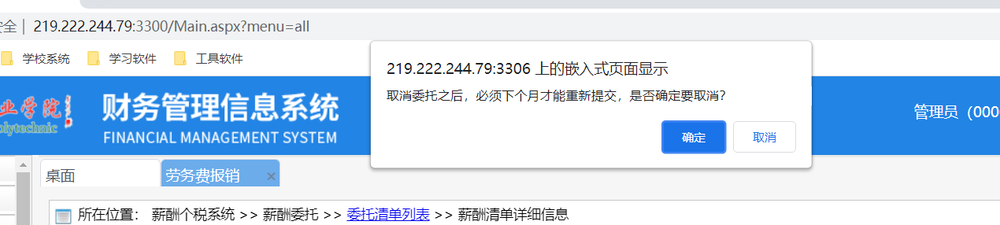 安全 | 219.222.244.79:3300/Main.aspx?menu=all
学校系统 学习软件 工具软件
219.222.244.79:3306 上的嵌入式页面显示
取消委托之后，必须下个月才能重新提交，是否确定要取消？
确定 取消
业学院
olytechnic
财务管理信息系统
FINANCIAL MANAGEMENT SYSTEM
管理员（000
桌面 劳务费报销 ×
所在位置： 薪酬个税系统 >> 薪酬委托 >> 委托清单列表 >> 薪酬清单详细信息